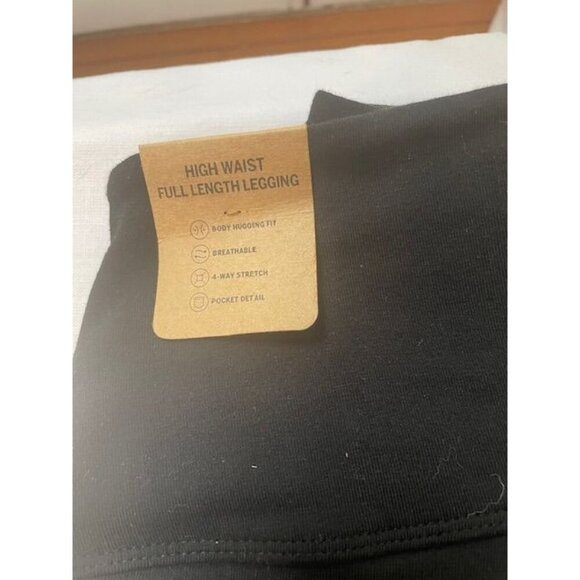 HIGH WAIST
FULL LENGTH LEGGING
BODY HUGGING FIT
BREATHABLE
4-WAY STRETCH
POCKET DETAIL